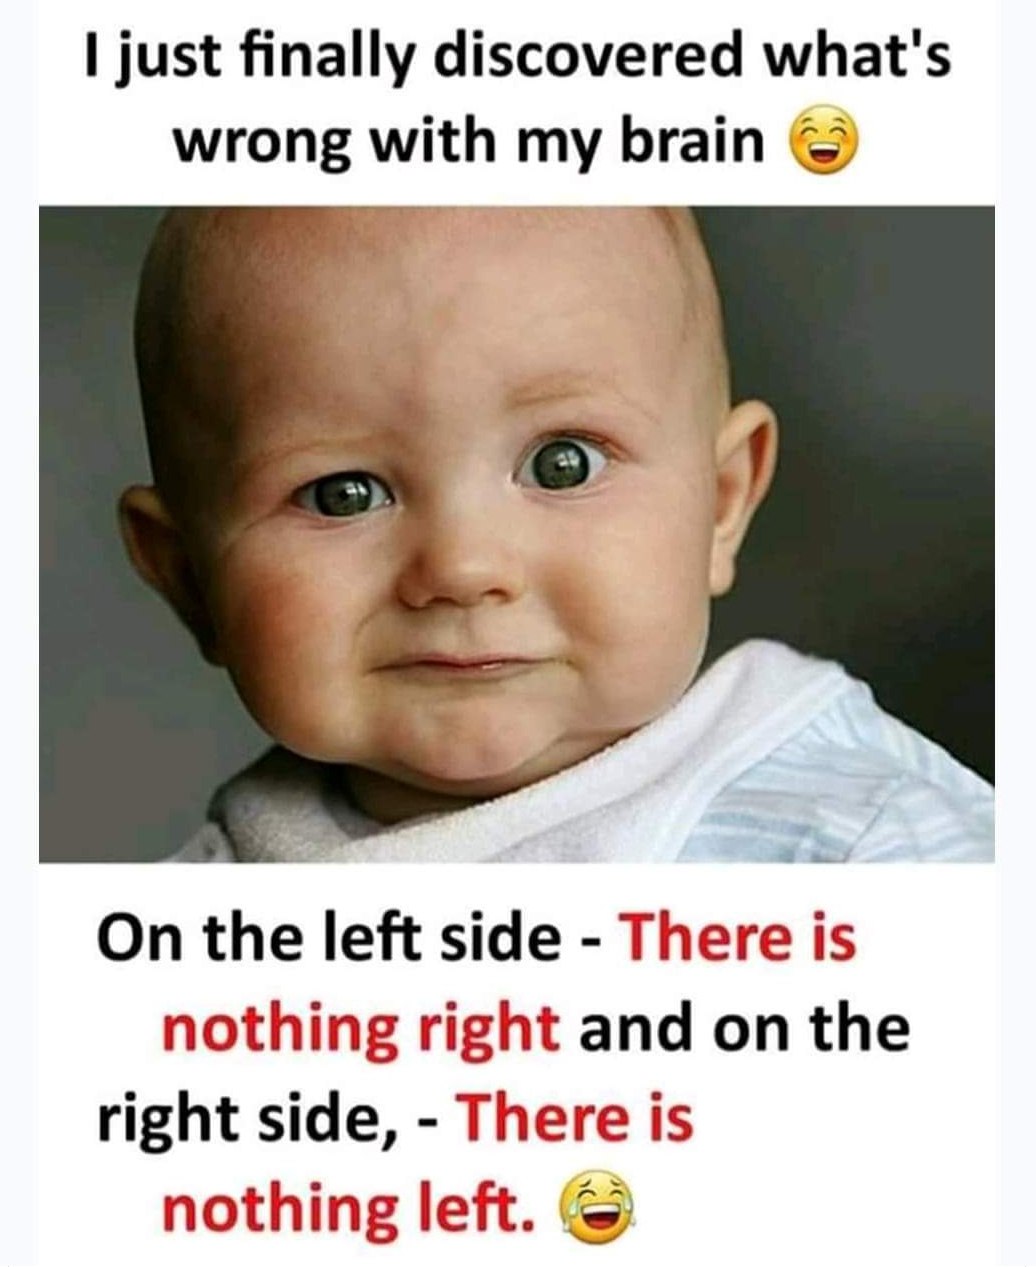 I just finally discovered what's
wrong with my brain 😄
On the left side - There is
nothing right and on the
right side, - There is
nothing left. 😂